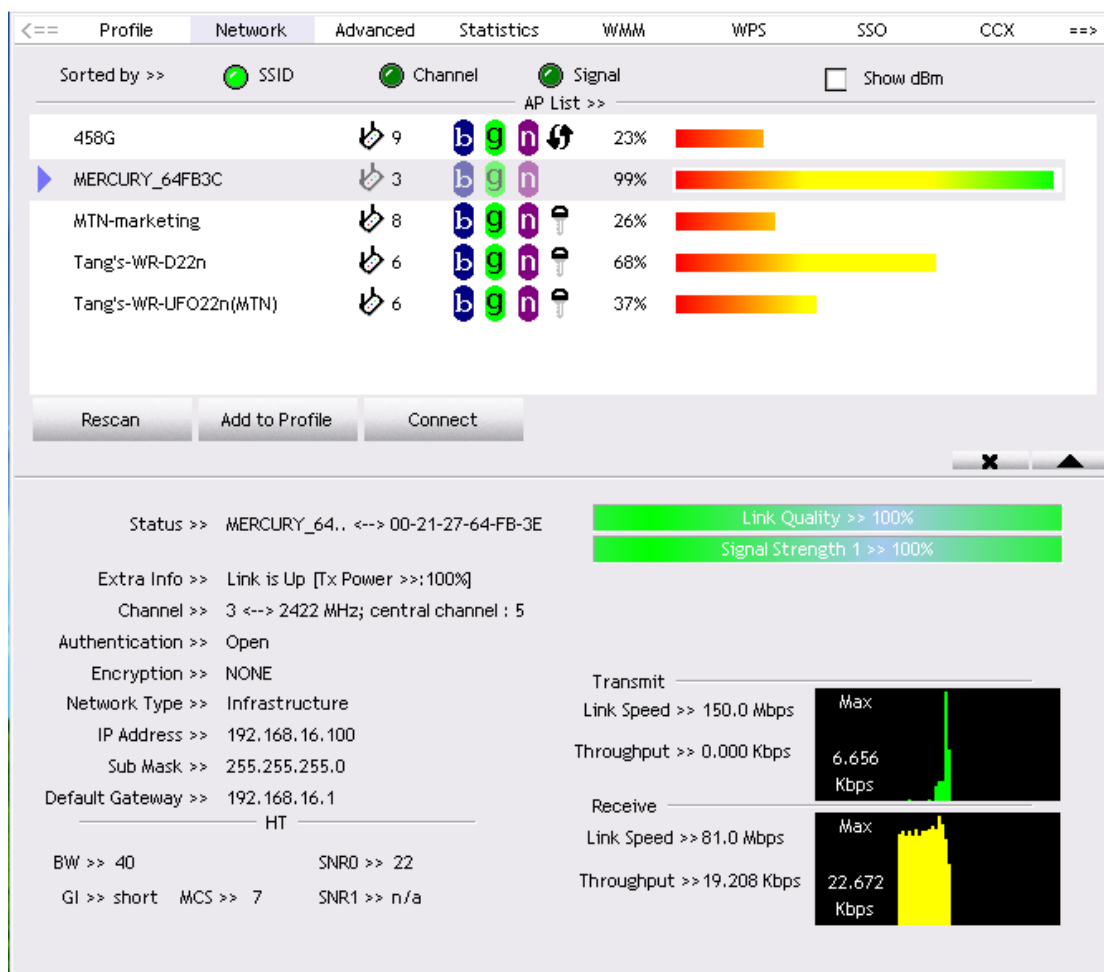 <== Profile Network Advanced Statistics WMM WPS SSO CCX ==>
Sorted by >> SSID Channel Signal Show dBm
AP List >>
458G 9 b g n 23%
MERCURY_64FB3C 3 b g n 99%
MTN-marketing 8 b g n 26%
Tang's-WR-D22n 6 b g n 68%
Tang's-WR-UFO22n(MTN) 6 b g n 37%
Rescan Add to Profile Connect
Status >> MERCURY_64.. <--> 00-21-27-64-FB-3E
Link Quality >> 100%
Signal Strength 1 >> 100%
Extra Info >> Link is Up [Tx Power >>:100%]
Channel >> 3 <--> 2422 MHz; central channel : 5
Authentication >> Open
Encryption >> NONE
Network Type >> Infrastructure
IP Address >> 192.168.16.100
Sub Mask >> 255.255.255.0
Default Gateway >> 192.168.16.1
HT
BW >> 40 SNR0 >> 22
GI >> short MCS >> 7 SNR1 >> n/a
Transmit
Link Speed >> 150.0 Mbps
Throughput >> 0.000 Kbps
Max
6.656
Kbps
Receive
Link Speed >> 81.0 Mbps
Throughput >> 19.208 Kbps
Max
22.672
Kbps